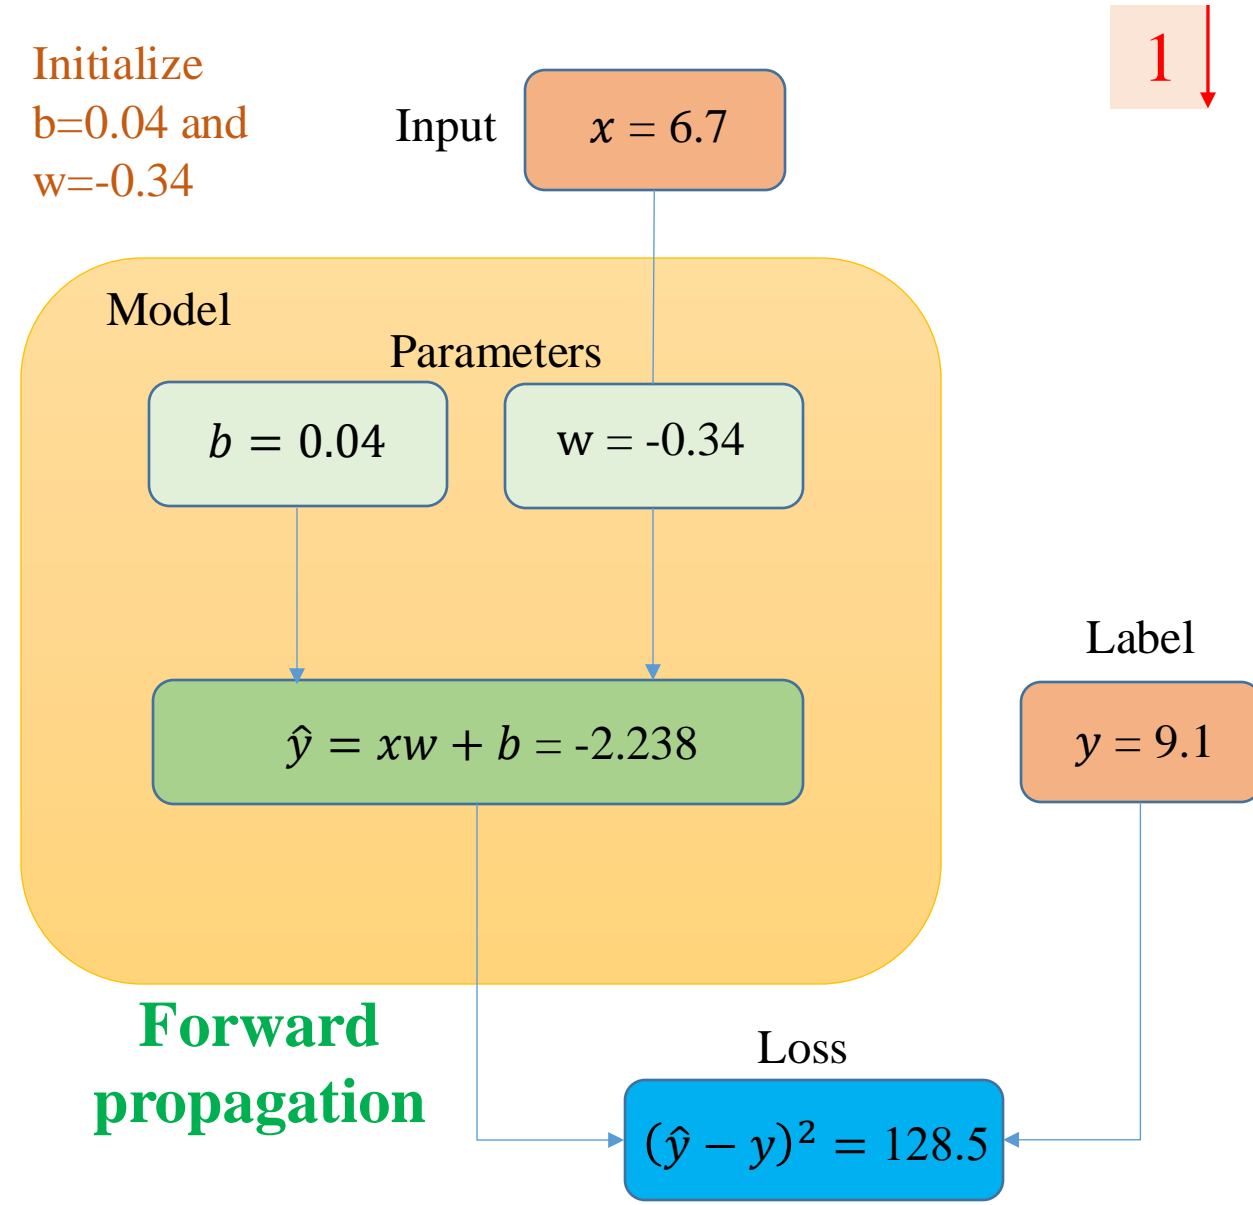 Initialize
b=0.04 and
w=-0.34
1
Input
x = 6.7
Model
Parameters
b = 0.04
w = -0.34
Label
ŷ = xw + b = -2.238
y = 9.1
Forward
propagation
Loss
(ŷ − y)² = 128.5